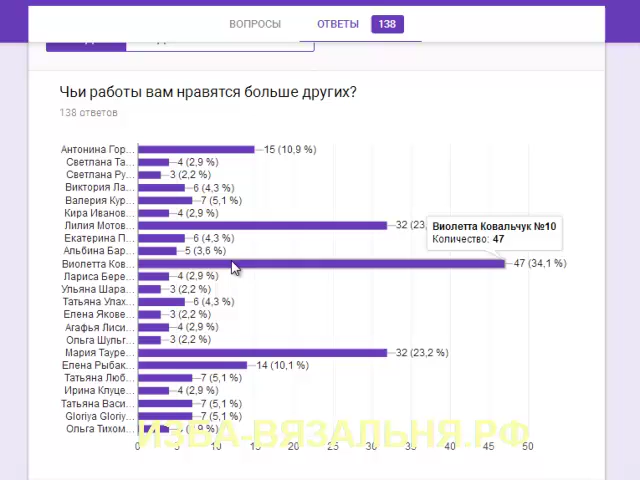 ВОПРОСЫ ОТВЕТЫ 138
Чьи работы вам нравятся больше других?
138 ответов
Антонина Гор... 15 (10,9 %)
Светлана Та... 4 (2,9 %)
Светлана Ру... 3 (2,2 %)
Виктория Ла... 6 (4,3 %)
Валерия Кур... 7 (5,1 %)
Кира Иванов... 4 (2,9 %)
Лилия Мотов... 32 (23,
Виолетта Ковальчук №10
Количество: 47
Екатерина П... 6 (4,3 %)
Альбина Бар... 5 (3,6 %)
Виолетта Ков... 47 (34,1 %)
Лариса Бере... 4 (2,9 %)
Ульяна Шара... 3 (2,2 %)
Татьяна Улах... 6 (4,3 %)
Елена Якове... 3 (2,2 %)
Агафья Лиси... 4 (2,9 %)
Ольга Шульг... 3 (2,2 %)
Мария Тауре... 32 (23,2 %)
Елена Рыбак... 14 (10,1 %)
Татьяна Люб... 7 (5,1 %)
Ирина Клуце... 4 (2,9 %)
Татьяна Васи... 7 (5,1 %)
Gloriya Gloriy... 7 (5,1 %)
Ольга Тихом...
ИЗВА-ВЯЗАЛЬНЯ.РФ
0 5 10 15 20 25 30 35 40 45 50